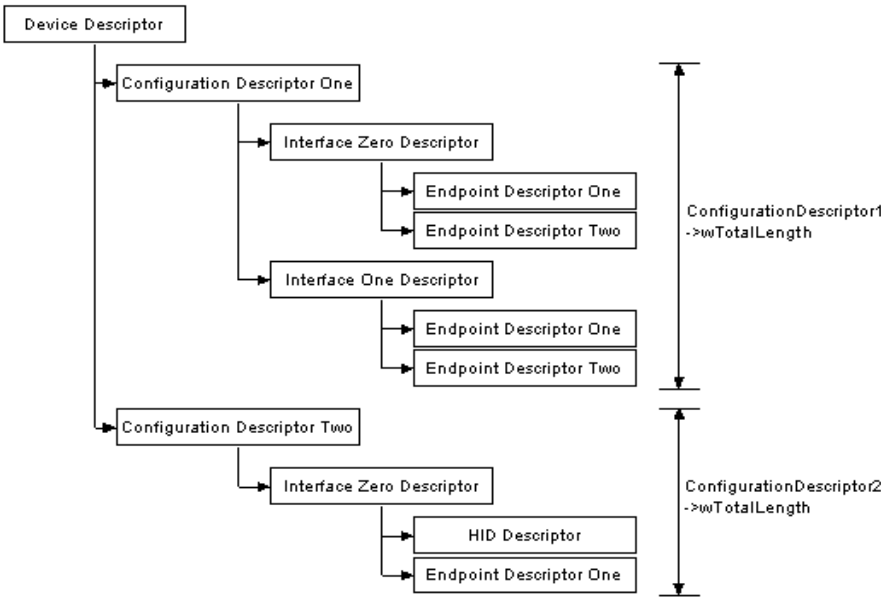 Device Descriptor
Configuration Descriptor One
Interface Zero Descriptor
Endpoint Descriptor One
Endpoint Descriptor Two
Interface One Descriptor
Endpoint Descriptor One
Endpoint Descriptor Two
ConfigurationDescriptor1
->wTotalLength
Configuration Descriptor Two
Interface Zero Descriptor
HID Descriptor
Endpoint Descriptor One
ConfigurationDescriptor2
->wTotalLength